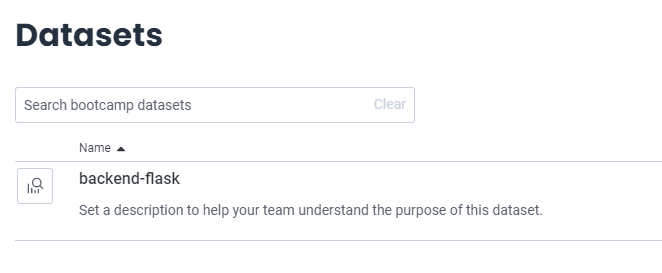 Datasets
Search bootcamp datasets Clear
Name
backend-flask
Set a description to help your team understand the purpose of this dataset.